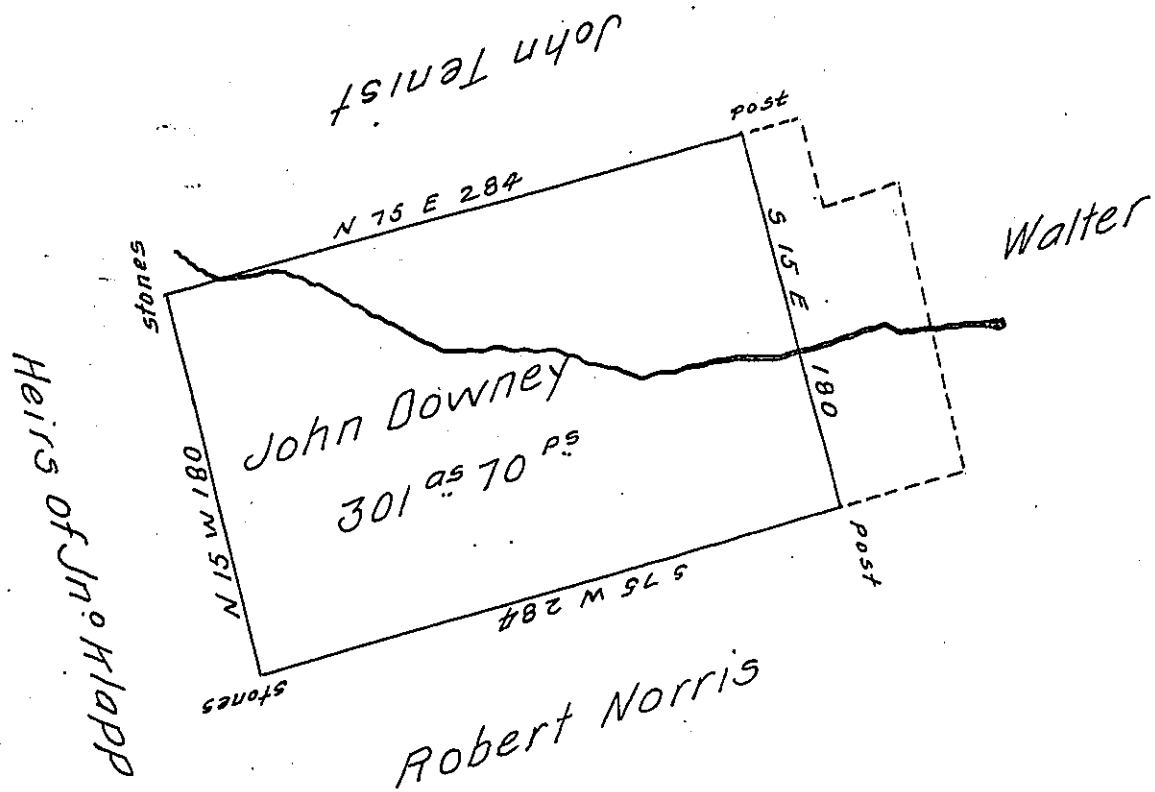 John Tenist
post
N 75 E 284
stones
S 15 E 180
Walter
John Downey
301 as 70 ps
Heirs of Jn.o Klapp
N 15 W 180
S 75 W 284
post
stones
Robert Norris